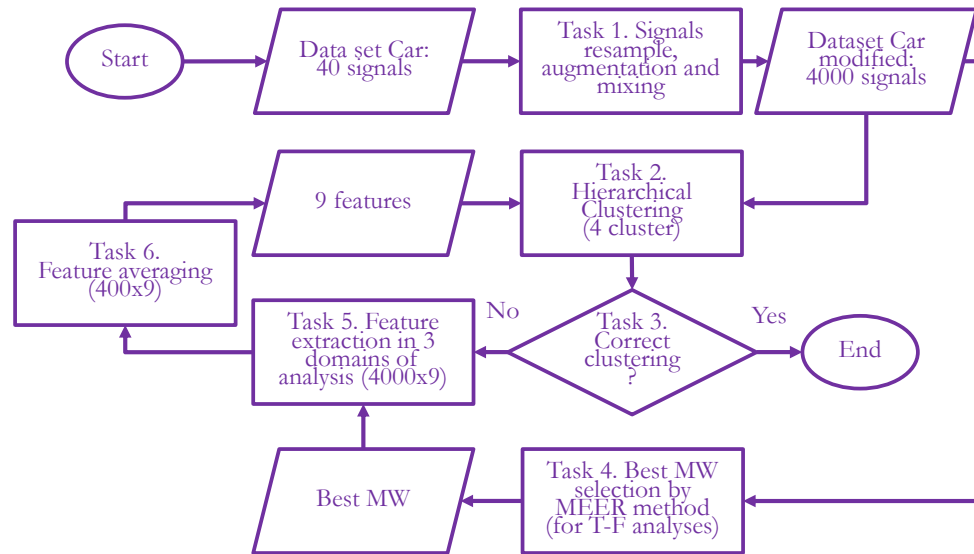 Start
Data set Car:
40 signals
Task 1. Signals
resample,
augmentation and
mixing
Dataset Car
modified:
4000 signals
9 features
Task 2.
Hierarchical
Clustering
(4 cluster)
Task 6.
Feature averaging
(400x9)
Task 5. Feature
extraction in 3
domains of
analysis (4000x9)
No
Task 3.
Correct
clustering
?
Yes
End
Best MW
Task 4. Best MW
selection by
MEER method
(for T-F analyses)